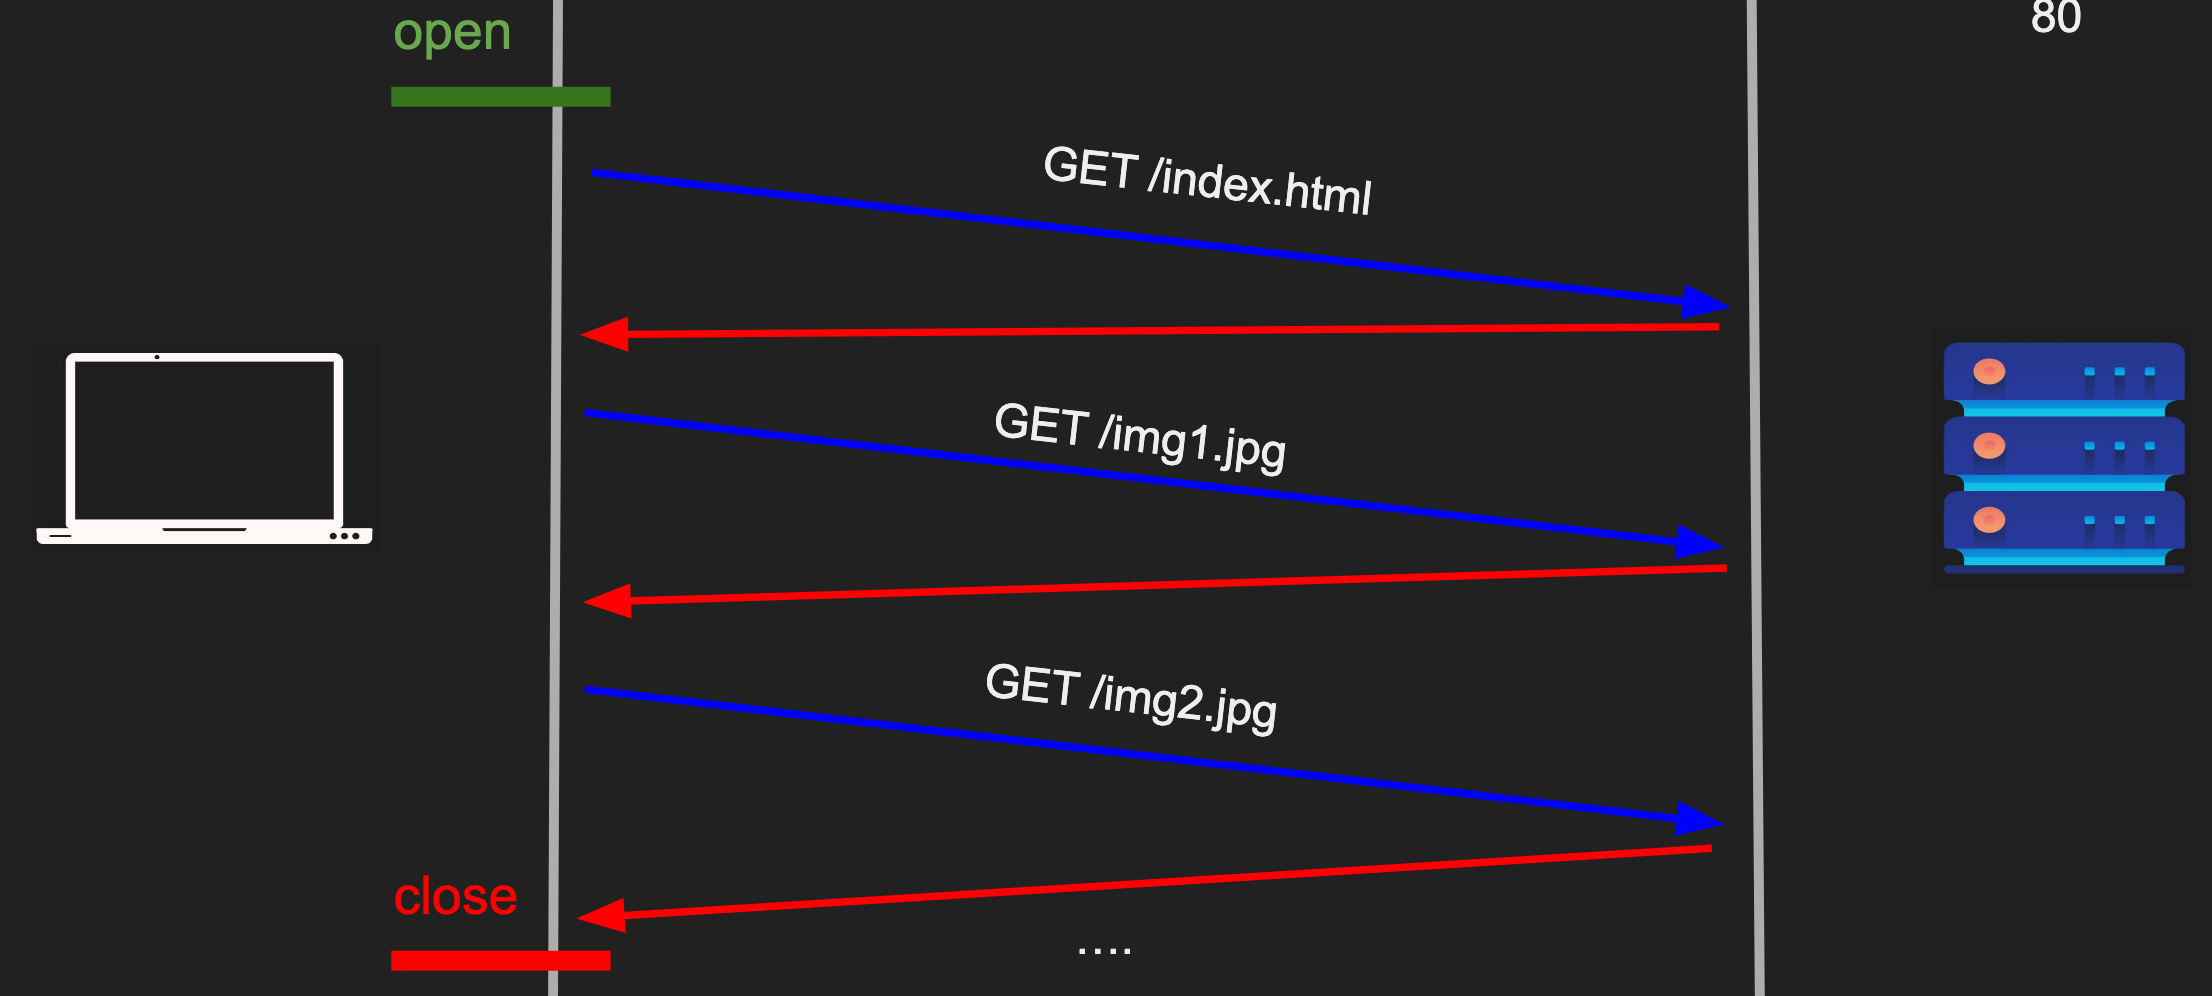 open
80
GET /index.html
GET /img1.jpg
GET /img2.jpg
close
....